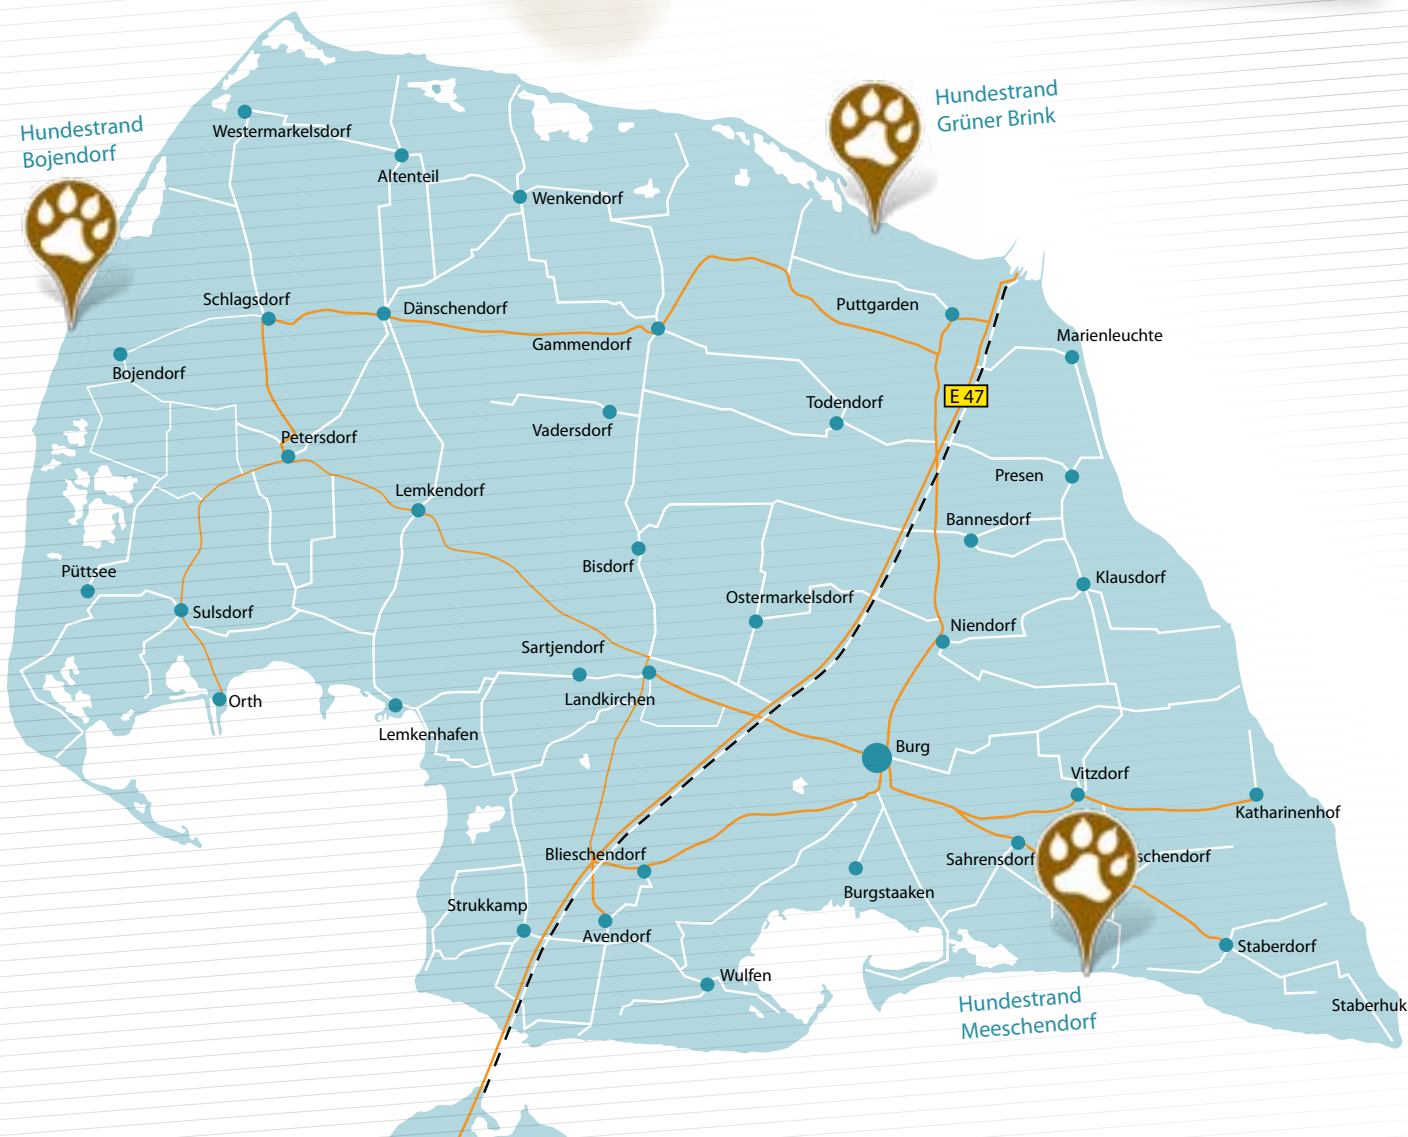 Hundestrand
Grüner Brink
Hundestrand
Bojendorf
Westermarkelsdorf
Altenteil
Wenkendorf
Schlagsdorf
Dänschendorf
Puttgarden
Gammendorf
Marienleuchte
Bojendorf
E 47
Todendorf
Vadersdorf
Petersdorf
Presen
Lemkendorf
Bannesdorf
Bisdorf
Püttsee
Klausdorf
Ostermarkelsdorf
Sulsdorf
Niendorf
Sartjendorf
Landkirchen
Orth
Lemkenhafen
Burg
Vitzdorf
Katharinenhof
Blieschendorf
Sahrensdorf
schendorf
Burgstaaken
Strukkamp
Avendorf
Staberdorf
Wulfen
Hundestrand
Meeschendorf
Staberhuk